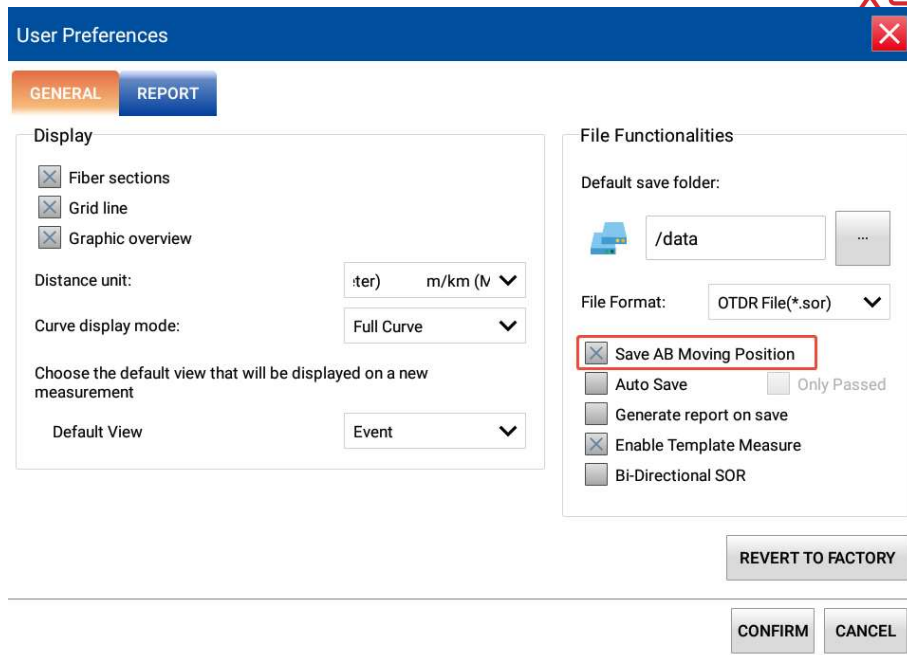 User Preferences
GENERAL
REPORT
Display
Fiber sections
Grid line
Graphic overview
Distance unit:
ter) m/km (M
Curve display mode:
Full Curve
Choose the default view that will be displayed on a new
measurement
Default View
Event
File Functionalities
Default save folder:
/data
...
File Format:
OTDR File(*.sor)
Save AB Moving Position
Auto Save
Only Passed
Generate report on save
Enable Template Measure
Bi-Directional SOR
REVERT TO FACTORY
CONFIRM
CANCEL